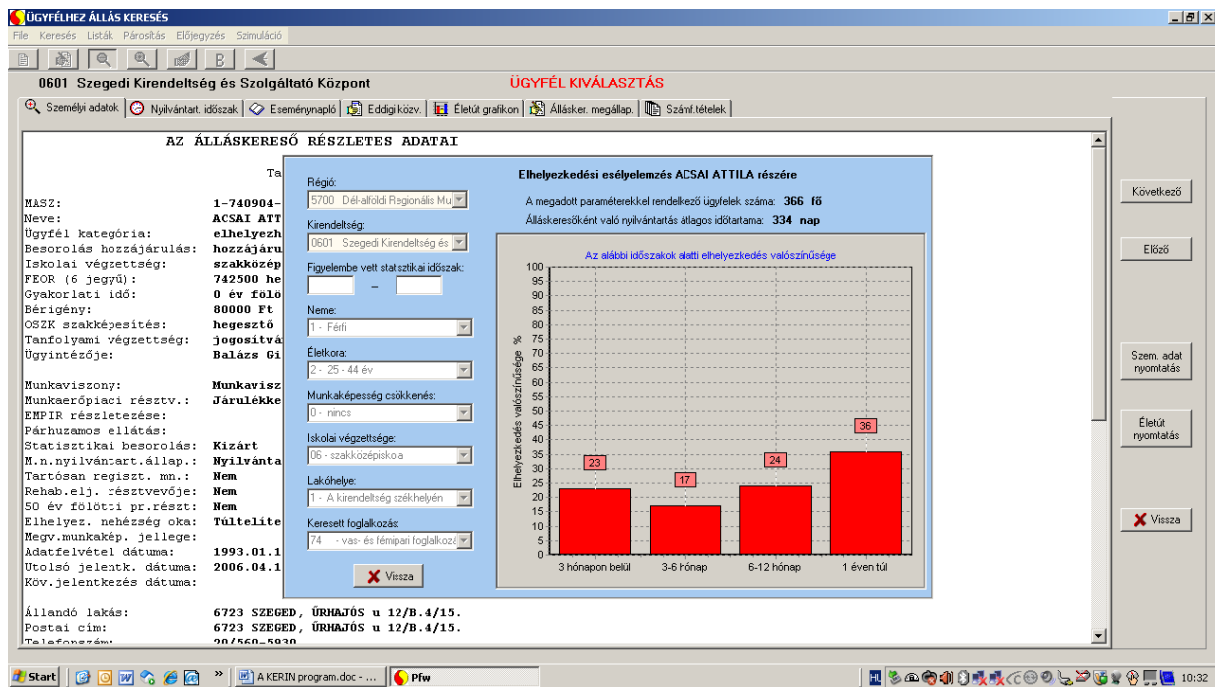 ÜGYFÉLHEZ ÁLLÁS KERESÉS
File Keresés Listák Párosítás Előjegyzés Szimuláció
B
0601 Szegedi Kirendeltség és Szolgáltató Központ
ÜGYFÉL KIVÁLASZTÁS
Személyi adatok
Nyilvántart. időszak
Eseménynapló
Eddigi közv.
Életút grafikon
Állásker. megállap.
Számf.tételek
AZ ÁLLÁSKERESŐ RÉSZLETES ADATAI
Ta
MASZ: 1-740904-
Neve: ACSAI ATT
Ügyfél kategória: elhelyezh
Besorolás hozzájárulás: hozzájáru
Iskolai végzettség: szakközép
FEOR (6 jegyű): 742500 he
Gyakorlati idő: 0 év fölö
Bérigény: 80000 Ft
OSZK szakképesítés: hegesztő
Tanfolyami végzettség: jogosítvá
Ügyintézője: Balázs Gi
Munkaviszony: Munkavisz
Munkaerőpiaci résztv.: Járulékke
EMPIR részletezése:
Párhuzamos ellátás:
Statisztikai besorolás: Kizárt
M.n.nyilvántart.állap.: Nyilvánta
Tartósan regiszt. mn.: Nem
Rehab.elj. résztvevője: Nem
50 év fölötti pr.részt: Nem
Elhelyez. nehézség oka: Túltelíte
Megv.munkakép. jellege:
Adatfelvétel dátuma: 1993.01.1
Utolsó jelentk. dátuma: 2006.04.1
Köv.jelentkezés dátuma:
Állandó lakás: 6723 SZEGED, ŰRHAJÓS u 12/B.4/15.
Postai cím: 6723 SZEGED, ŰRHAJÓS u 12/B.4/15.
Telefonszám: 20/560-5930
Régió:
5700 Dél-alföldi Regionális Mu
Kirendeltség:
0601 Szegedi Kirendeltség és
Figyelembe vett statsztikai időszak:
–
Neme:
1 - Férfi
Életkora:
2 - 25 - 44 év
Munkaképesség csökkenés:
0 - nincs
Iskolai végzettsége:
06 - szakközépiskoa
Lakóhelye:
1 - A kirendeltség székhelyén
Keresett foglalkozás:
74 - vas- és fémipari foglalkozá
Vissza
Elhelyezkedési esélyelemzés ACSAI ATTILA részére
A megadott paraméterekkel rendelkező ügyfelek száma: 366 fő
Álláskeresőként való nyilvántartás átlagos időtartama: 334 nap
Az alábbi időszakok alatti elhelyezkedés valószínűsége
Elhelyezkedés valószínűsége %
100
95
90
85
80
75
70
65
60
55
50
45
40
35
30
25
20
15
10
5
0
23
17
24
36
3 hónapon belül
3-6 hónap
6-12 hónap
1 éven túl
Következő
Előző
Szem. adat
nyomtatás
Életút
nyomtatás
Vissza
Start
»
A KERIN program.doc - ...
Pfw
HU
10:32